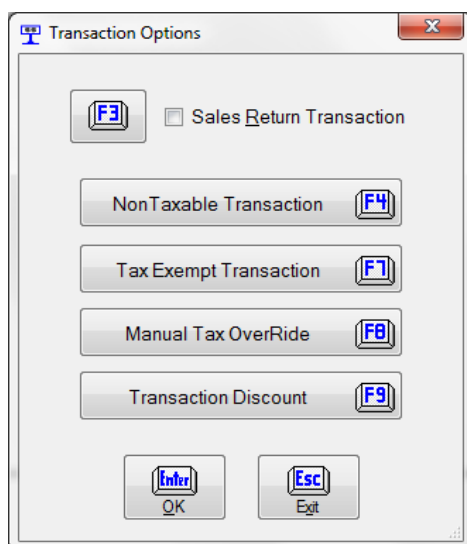 Transaction Options
F3 Sales Return Transaction
NonTaxable Transaction F4
Tax Exempt Transaction F7
Manual Tax OverRide F8
Transaction Discount F9
Enter Esc
OK Exit